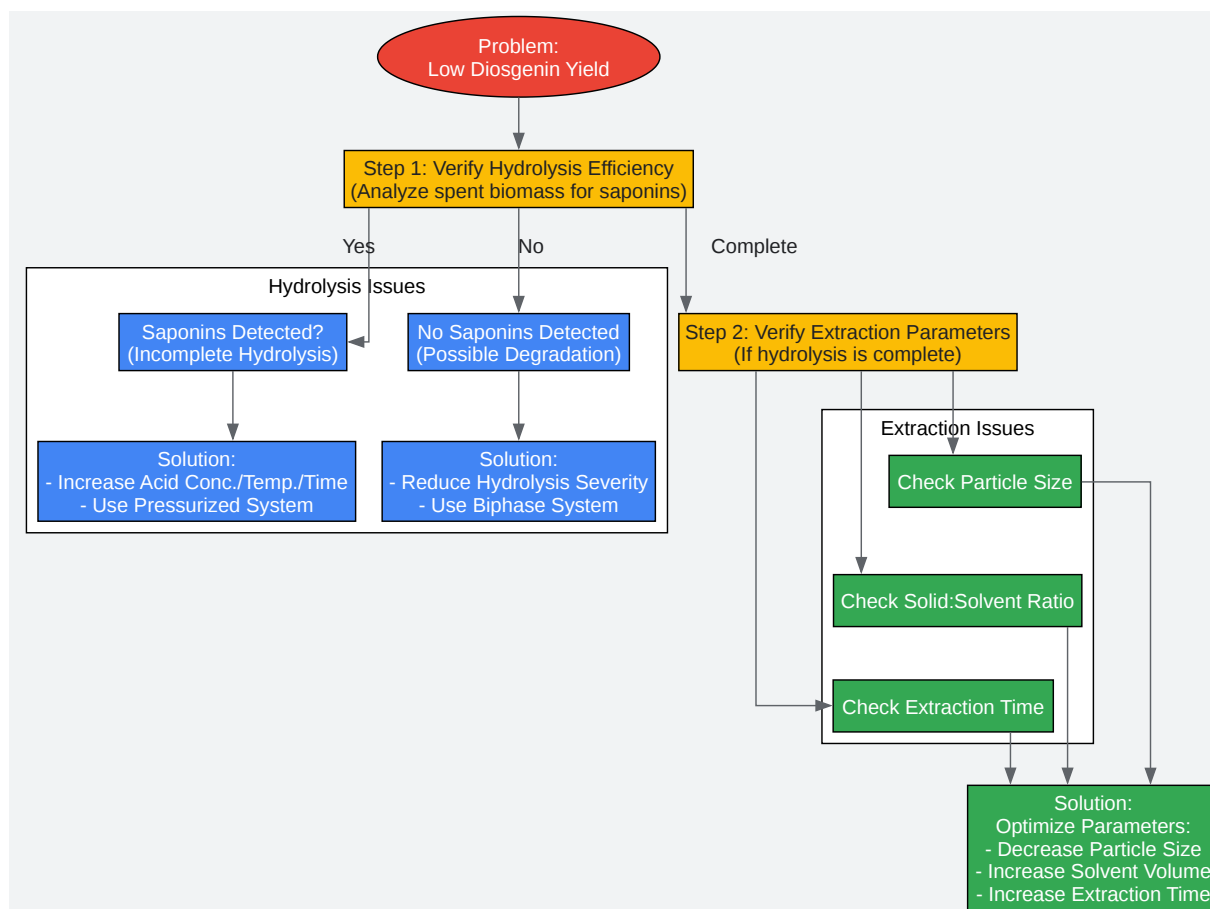 Problem:
Low Diosgenin Yield
Step 1: Verify Hydrolysis Efficiency
(Analyze spent biomass for saponins)
Yes
No
Complete
Hydrolysis Issues
Saponins Detected?
(Incomplete Hydrolysis)
No Saponins Detected
(Possible Degradation)
Step 2: Verify Extraction Parameters
(If hydrolysis is complete)
Solution:
- Increase Acid Conc./Temp./Time
- Use Pressurized System
Solution:
- Reduce Hydrolysis Severity
- Use Biphase System
Extraction Issues
Check Particle Size
Check Solid:Solvent Ratio
Check Extraction Time
Solution:
Optimize Parameters:
- Decrease Particle Size
- Increase Solvent Volume
- Increase Extraction Time